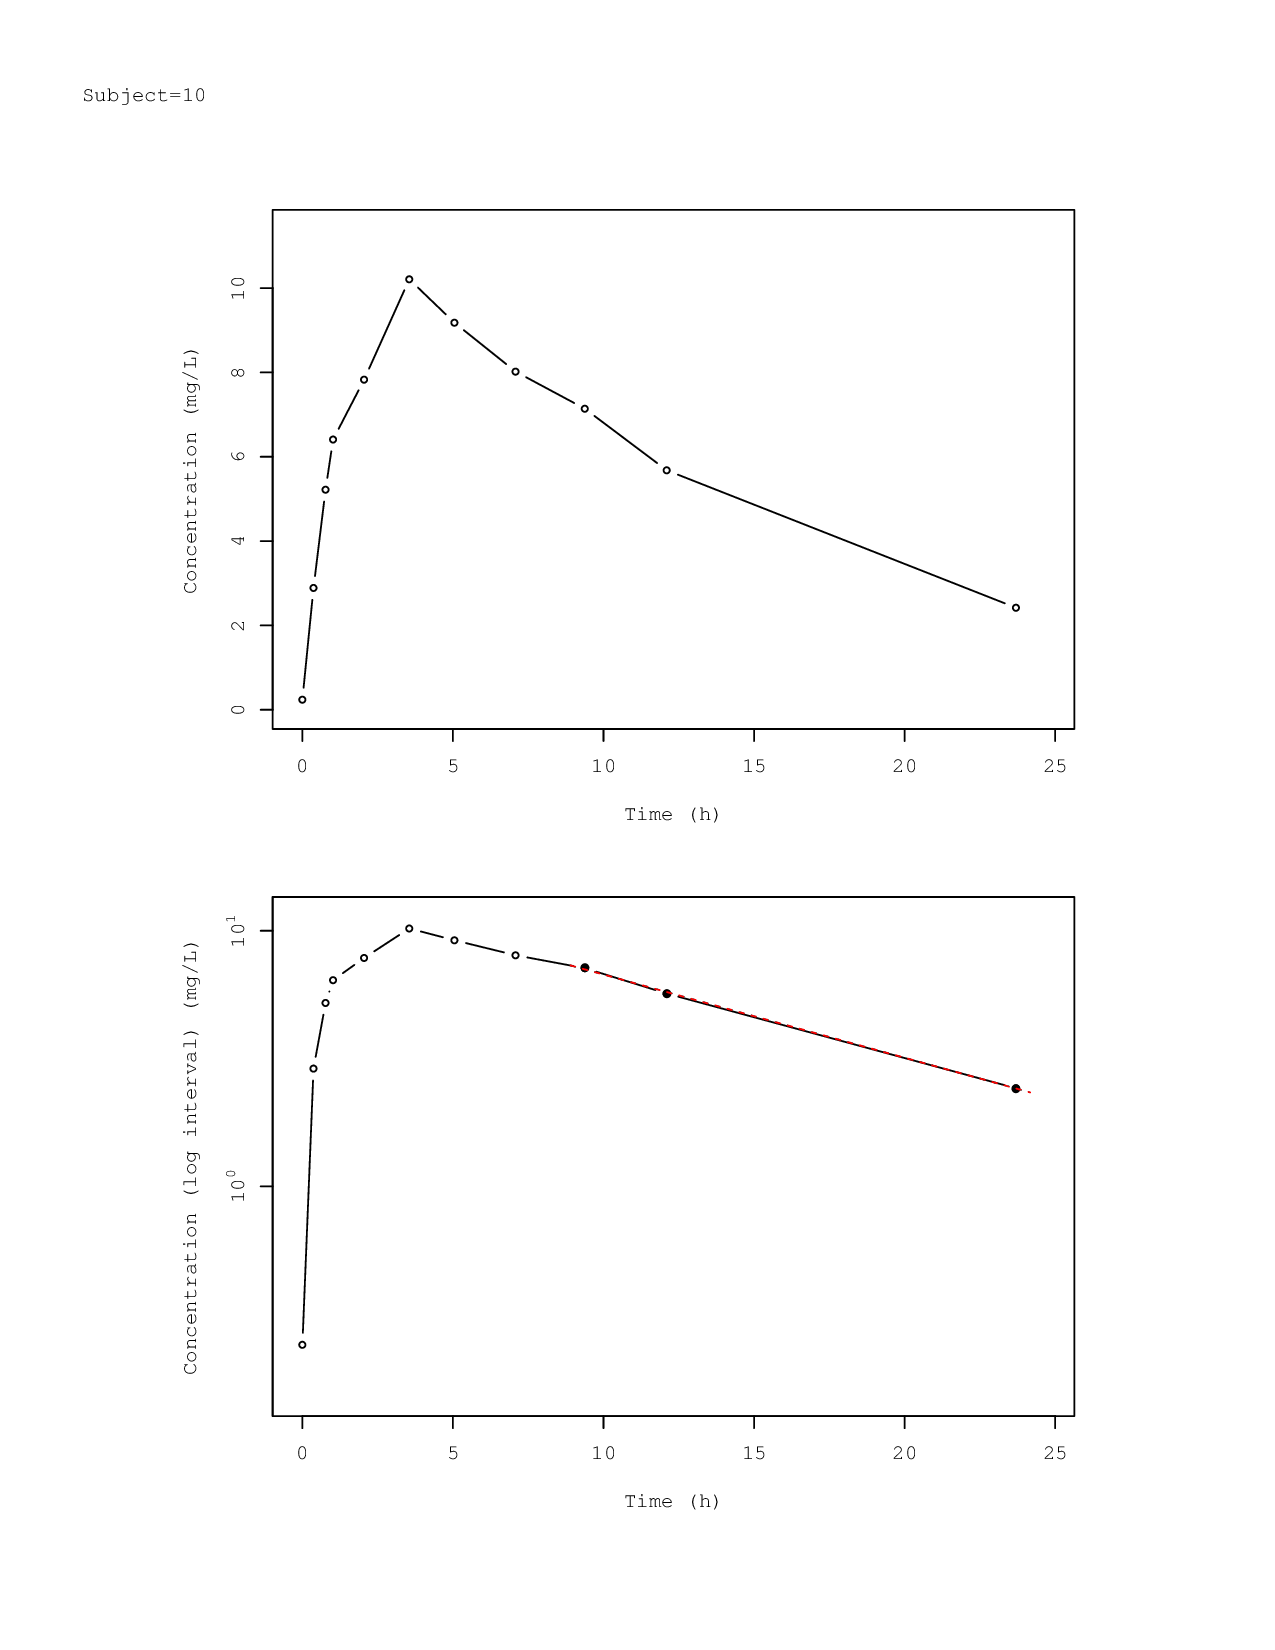 Subject=10
Concentration (mg/L)
10
8
6
4
2
0
0 5 10 15 20 25
Time (h)
Concentration (log interval) (mg/L)
10¹
10⁰
0 5 10 15 20 25
Time (h)